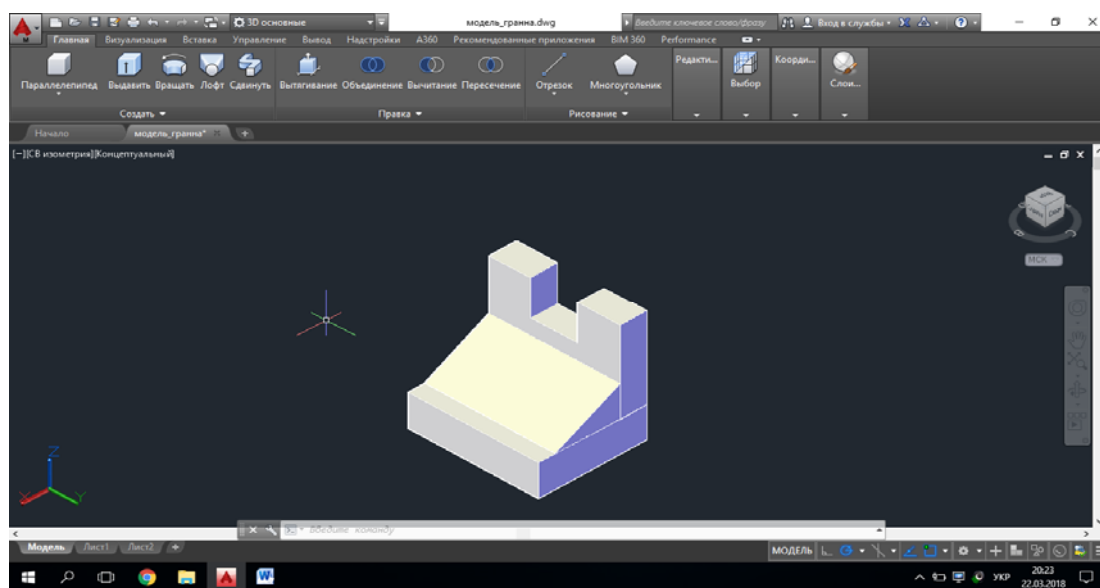 3D основные
модель_гранна.dwg
Введите ключевое слово/фразу
Вход в службы
Главная Визуализация Вставка Управление Вывод Надстройки A360 Рекомендованные приложения BIM 360 Performance
Параллелепипед Выдавить Вращать Лофт Сдвинуть Вытягивание Объединение Вычитание Пересечение Отрезок Многоугольник Редакти... Выбор Коорди... Слои...
Создать Правка Рисование
Начало модель_гранна*
[−][СВ изометрия][Концептуальный]
МСК
Z
X Y
Введите команду
Модель Лист1 Лист2 +
МОДЕЛЬ
20:23
УКР
22.03.2018